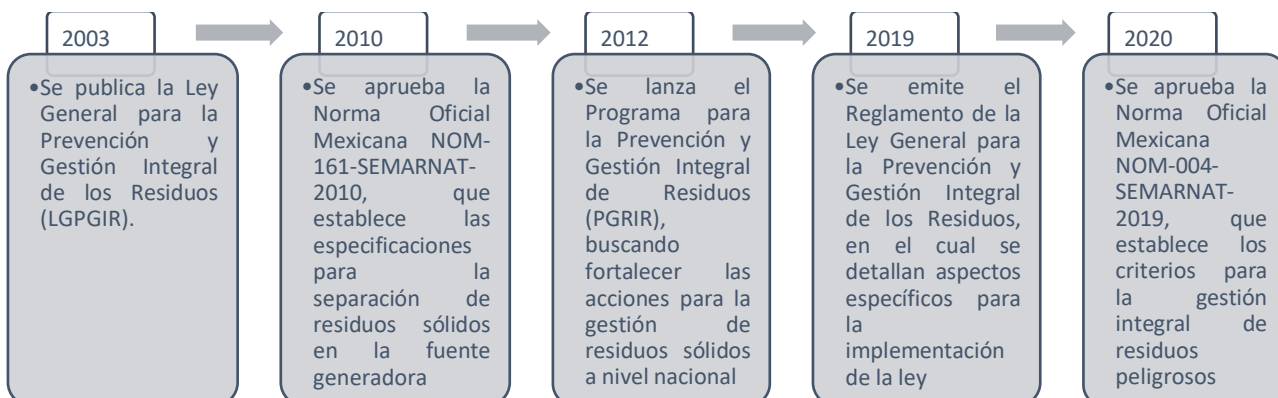 2003
•Se publica la Ley
General para la
Prevención y
Gestión Integral
de los Residuos
(LGPGIR).
2010
•Se aprueba la
Norma Oficial
Mexicana NOM-
161-SEMARNAT-
2010, que
establece las
especificaciones
para la
separación de
residuos sólidos
en la fuente
generadora
2012
•Se lanza el
Programa para
la Prevención y
Gestión Integral
de Residuos
(PGRIR),
buscando
fortalecer las
acciones para la
gestión de
residuos sólidos
a nivel nacional
2019
•Se emite el
Reglamento de la
Ley General para
la Prevención y
Gestión Integral
de los Residuos,
en el cual se
detallan aspectos
específicos para
la
implementación
de la ley
2020
•Se aprueba la
Norma Oficial
Mexicana
NOM-004-
SEMARNAT-
2019, que
establece los
criterios para
la gestión
integral de
residuos
peligrosos